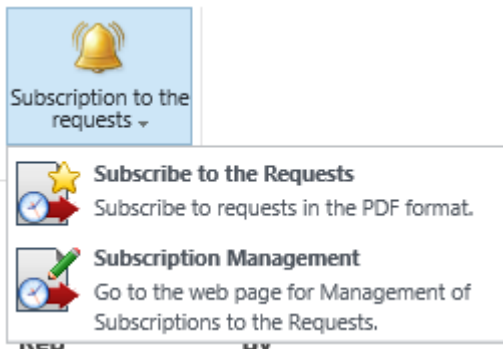 Subscription to the
requests
Subscribe to the Requests
Subscribe to requests in the PDF format.
Subscription Management
Go to the web page for Management of
Subscriptions to the Requests.